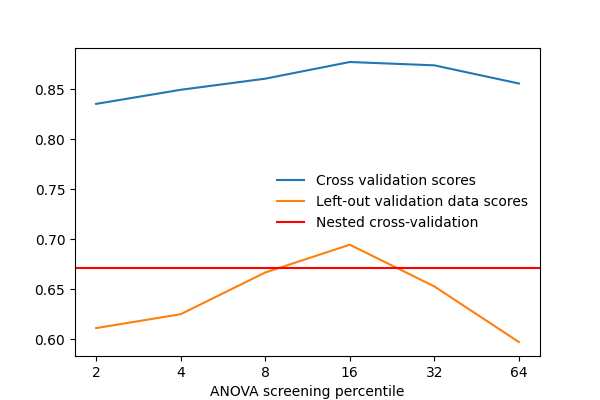 0.85
0.80
0.75
0.70
0.65
0.60
Cross validation scores
Left-out validation data scores
Nested cross-validation
2 4 8 16 32 64
ANOVA screening percentile